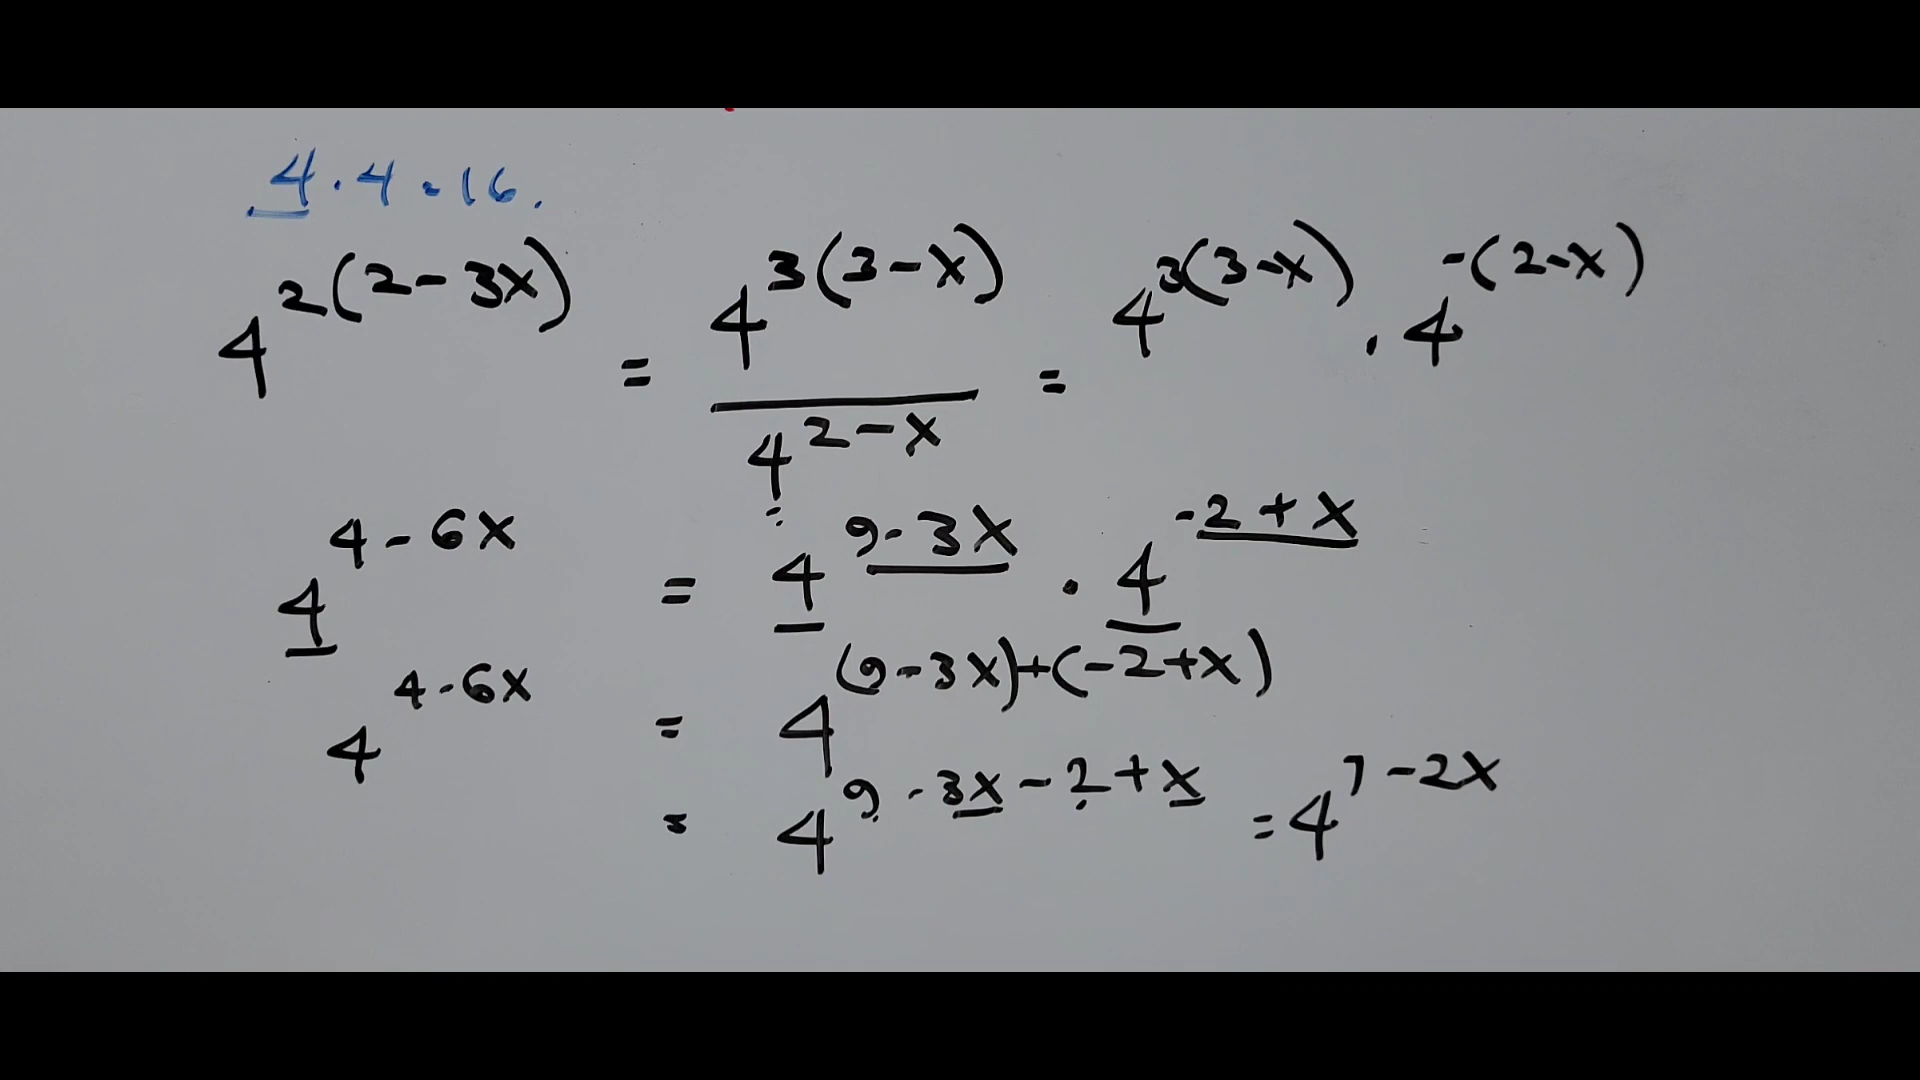 4 · 4 = 16.
4^{2(2-3x)} = \frac{4^{3(3-x)}}{4^{2-x}} = 4^{3(3-x)} · 4^{-(2-x)}
4^{4-6x} = 4^{9-3x} · 4^{-2+x}
4^{4-6x} = 4^{(9-3x)+(-2+x)}
= 4^{9-3x-2+x} = 4^{7-2x}